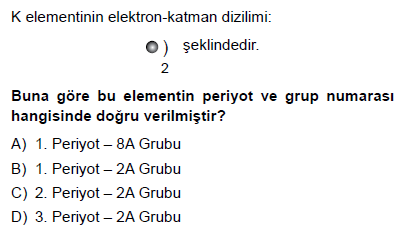 K elementinin elektron-katman dizilimi:
) şeklindedir.
2
Buna göre bu elementin periyot ve grup numarası
hangisinde doğru verilmiştir?
A) 1. Periyot – 8A Grubu
B) 1. Periyot – 2A Grubu
C) 2. Periyot – 2A Grubu
D) 3. Periyot – 2A Grubu